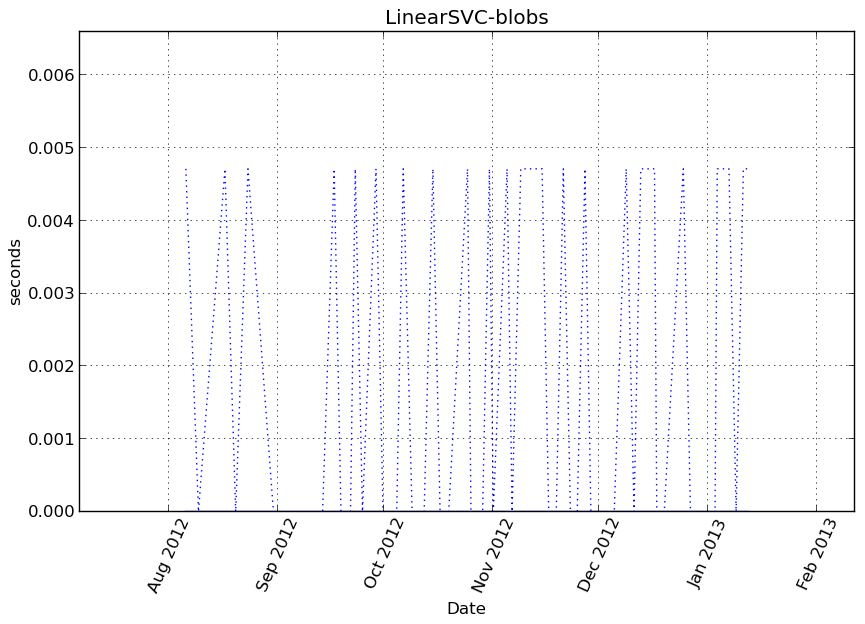 LinearSVC-blobs
0.006
0.005
0.004
0.003
0.002
0.001
0.000
seconds
Aug 2012
Sep 2012
Oct 2012
Nov 2012
Dec 2012
Jan 2013
Feb 2013
Date